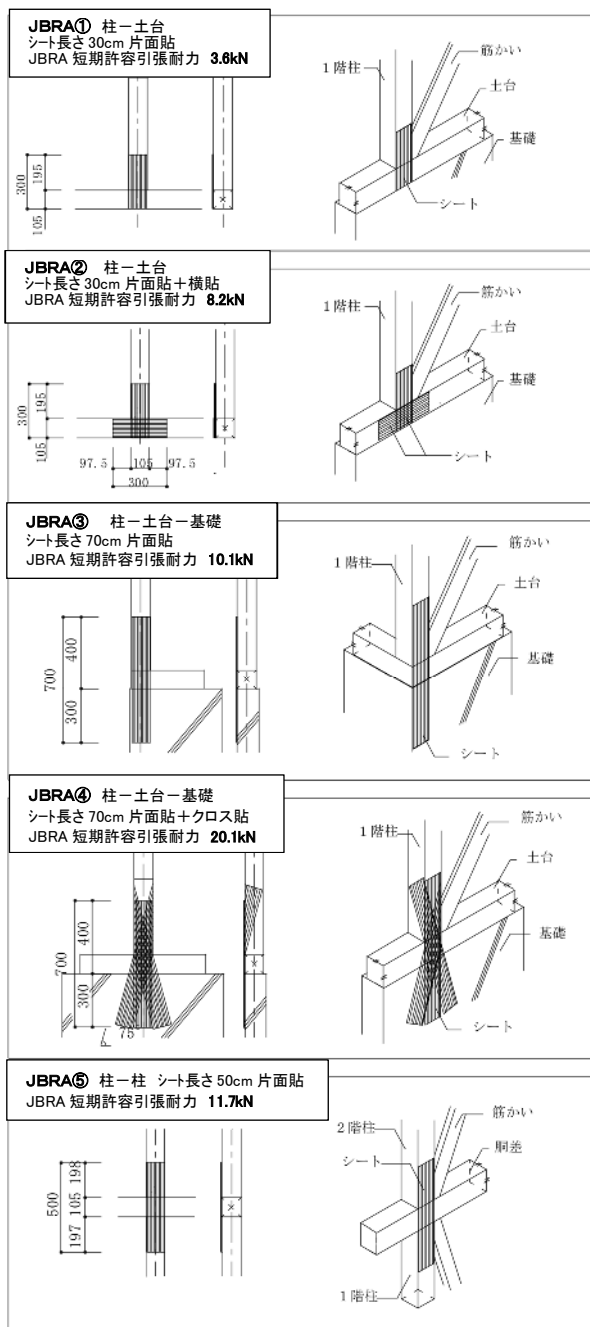 JBRA① 柱－土台
シート長さ 30cm 片面貼
JBRA 短期許容引張耐力 3.6kN
300
195
105
1階柱
筋かい
土台
基礎
シート
JBRA② 柱－土台
シート長さ 30cm 片面貼＋横貼
JBRA 短期許容引張耐力 8.2kN
300
195
105
97.5 105 97.5
300
1階柱
筋かい
土台
基礎
シート
JBRA③ 柱－土台－基礎
シート長さ 70cm 片面貼
JBRA 短期許容引張耐力 10.1kN
700
400
300
1階柱
筋かい
土台
基礎
シート
JBRA④ 柱－土台－基礎
シート長さ 70cm 片面貼＋クロス貼
JBRA 短期許容引張耐力 20.1kN
700
400
300
75
1階柱
筋かい
土台
基礎
シート
JBRA⑤ 柱－柱 シート長さ 50cm 片面貼
JBRA 短期許容引張耐力 11.7kN
500
198
105
197
2階柱
シート
筋かい
胴差
1階柱